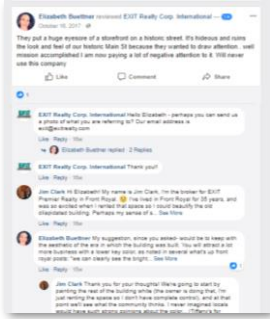 Elizabeth Buettner reviewed EXIT Realty Corp. International —
October 16, 2017
They put a huge eyesore of a storefront on a historic street. It's hideous and ruins
the look and feel of our historic Main St because they wanted to draw attention.. well
mission accomplished I am now paying a lot of negative attention to it. Will never
use this company
Like Comment Share
EXIT Realty Corp. International Hello Elizabeth - perhaps you can send us
a photo of what you are referring to? Our email address is
exit@exitrealty.com
Like Reply
Elizabeth Buettner replied · 2 Replies
EXIT Realty Corp. International Thank you!!
Like Reply
Jim Clark Hi Elizabeth! My name is Jim Clark, I'm the broker for EXIT
Premier Realty in Front Royal. I've lived in Front Royal for 35 years, and
was so excited when I rented that space so I could beautify the old
dilapidated building. Perhaps my sense of s... See More
Like Reply
Elizabeth Buettner My suggestion, since you asked- would be to keep with
the aesthetic of the era in which the building was built. You will attract a lot
more business with a lower key color, as noted in several what's up front
royal posts: "we can clearly see the bright... See More
Like Reply
Jim Clark Thank you for your thoughts! We're going to start by
painting the rest of the building white (the owner is doing that, I'm
just renting the space so I don't have complete control), and at that
point we'll see what the community thinks. I never imagined locals
would have such strong opinions about the color